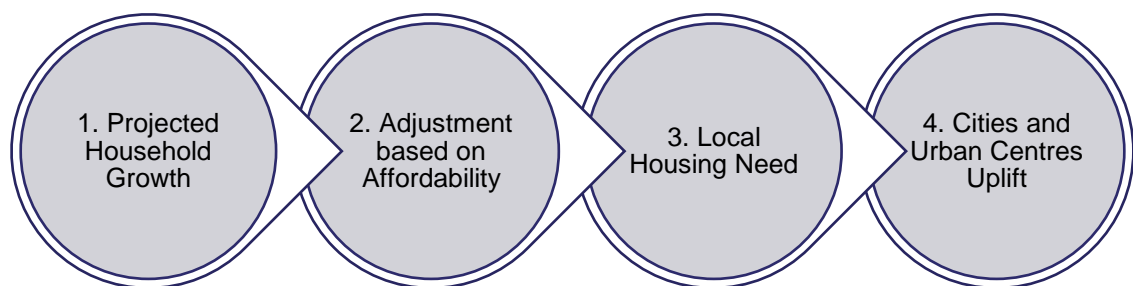 1. Projected
Household
Growth
2. Adjustment
based on
Affordability
3. Local
Housing Need
4. Cities and
Urban Centres
Uplift